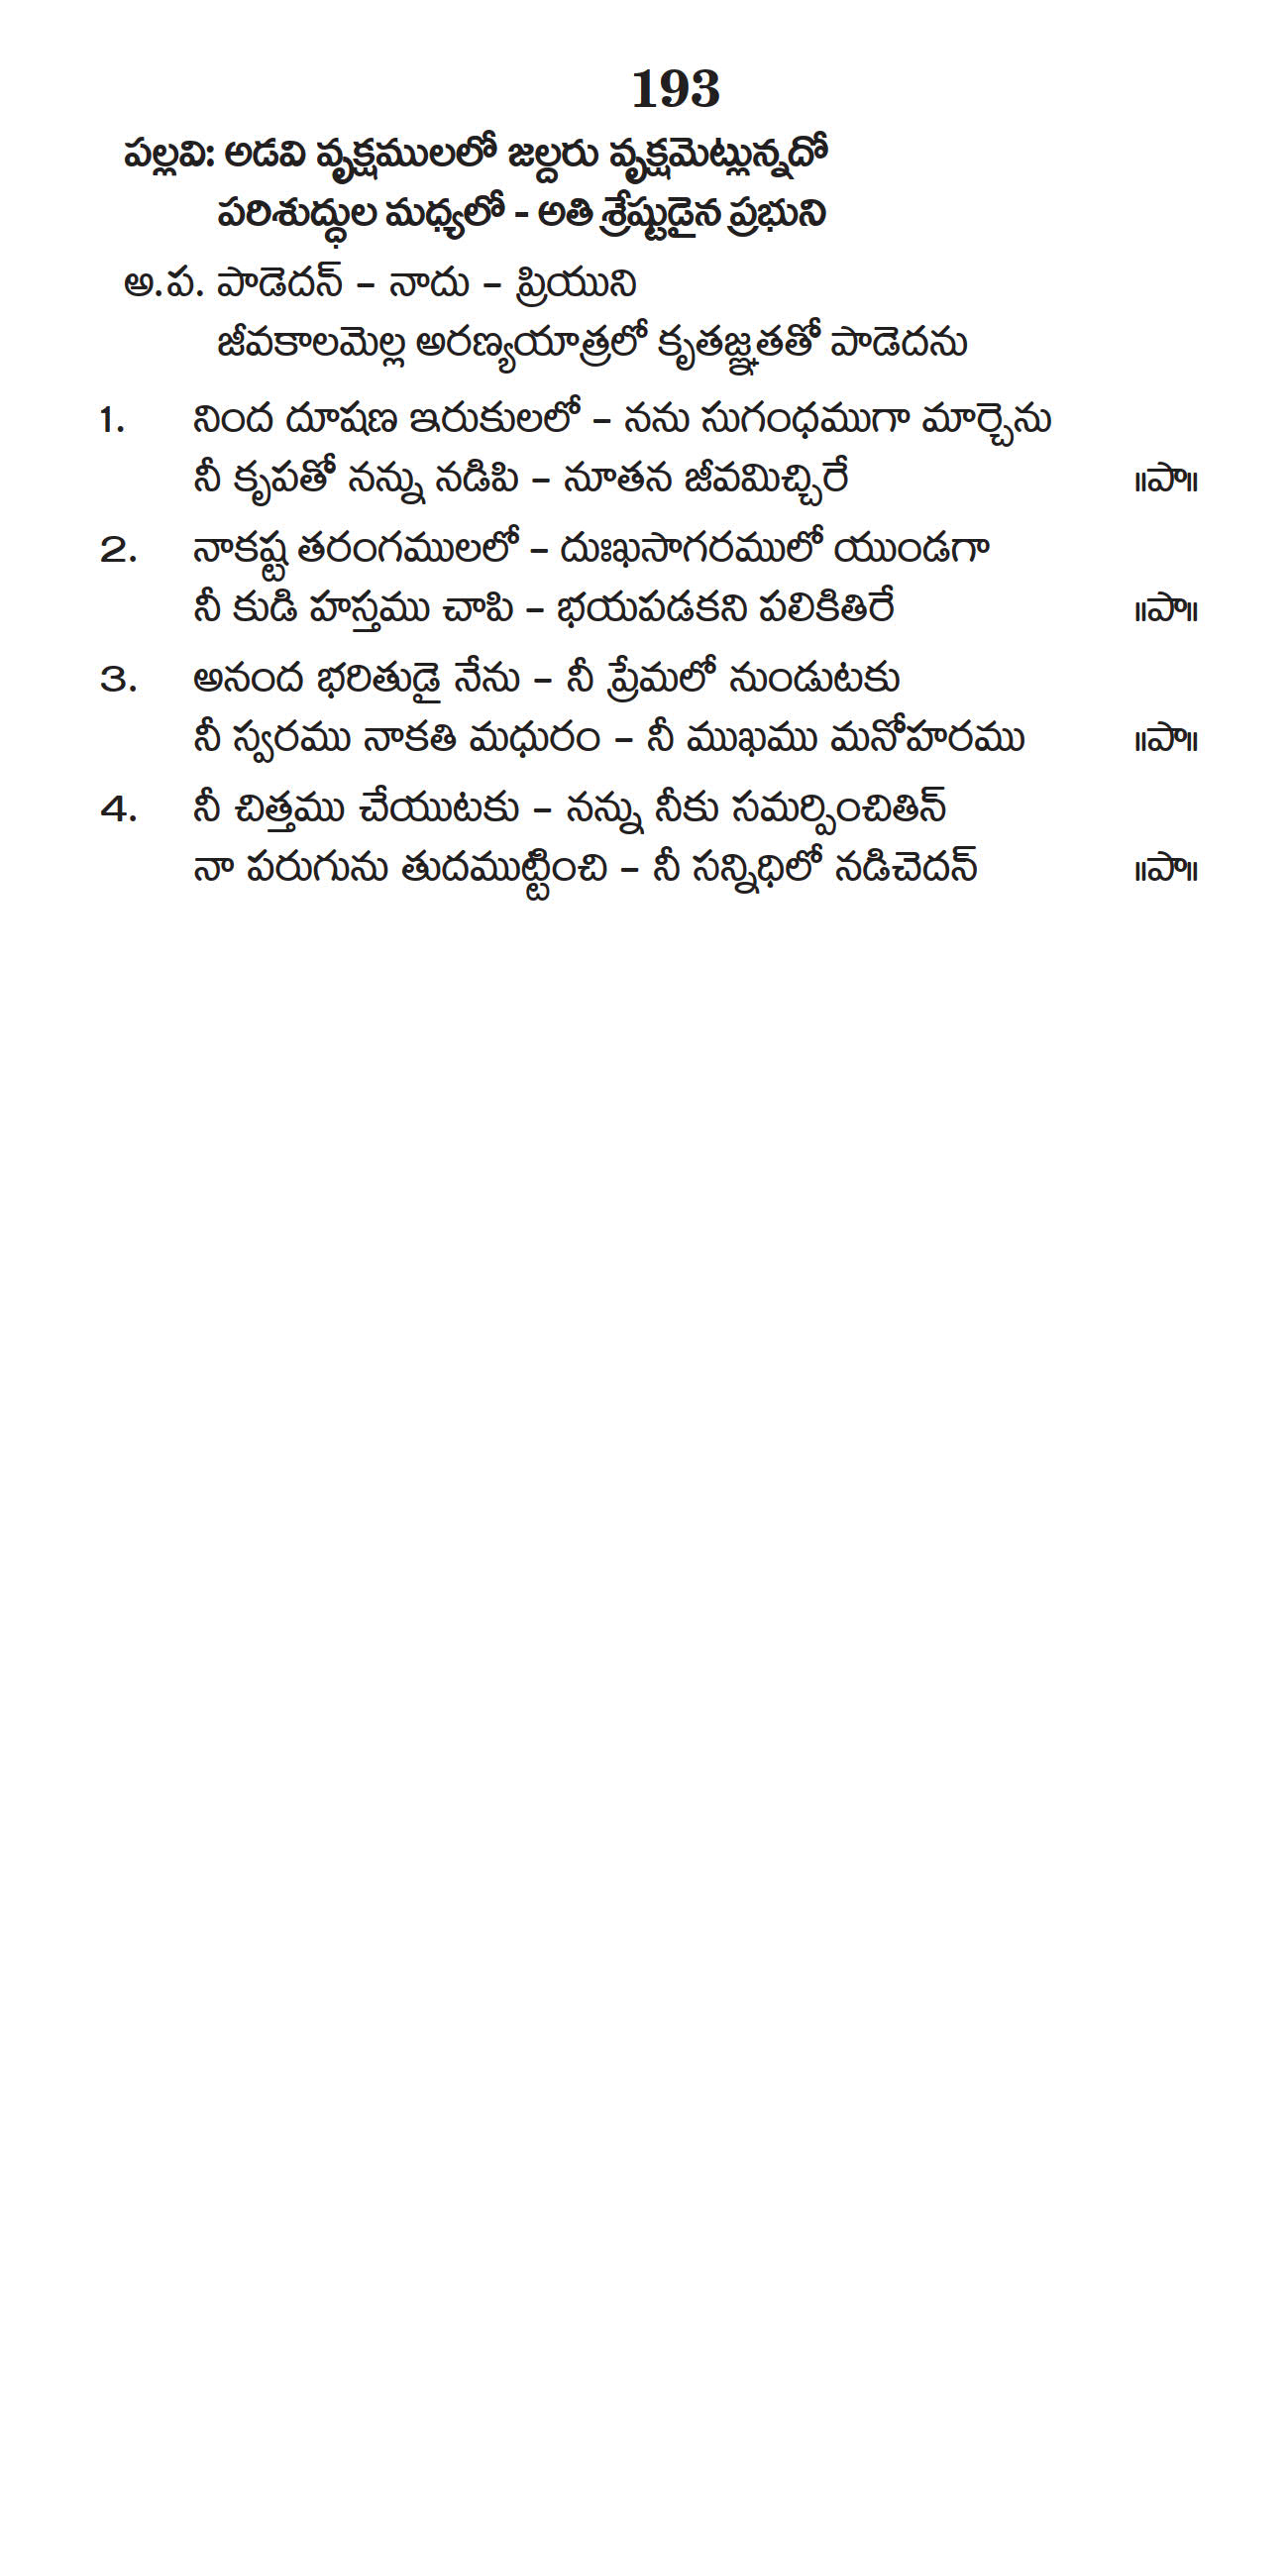 193
పల్లవి: అడవి వృక్షములలో జల్దరు వృక్షమెట్లున్నదో
పరిశుద్ధుల మధ్యలో - అతి శ్రేష్టుడైన ప్రభుని
అ.ప. పాడెదన్ – నాదు – ప్రియుని
జీవకాలమెల్ల అరణ్యయాత్రలో కృతజ్ఞతతో పాడెదను
1. నింద దూషణ ఇరుకులలో – నను సుగంధముగా మార్చెను
నీ కృపతో నన్ను నడిపి – నూతన జీవమిచ్చిరే ॥పా॥
2. నాకష్ట తరంగములలో – దుఃఖసాగరములో యుండగా
నీ కుడి హస్తము చాపి – భయపడకని పలికితిరే ॥పా॥
3. అనంద భరితుడై నేను – నీ ప్రేమలో నుండుటకు
నీ స్వరము నాకతి మధురం – నీ ముఖము మనోహరము ॥పా॥
4. నీ చిత్తము చేయుటకు – నన్ను నీకు సమర్పించితిన్
నా పరుగును తుదముట్టించి – నీ సన్నిధిలో నడిచెదన్ ॥పా॥